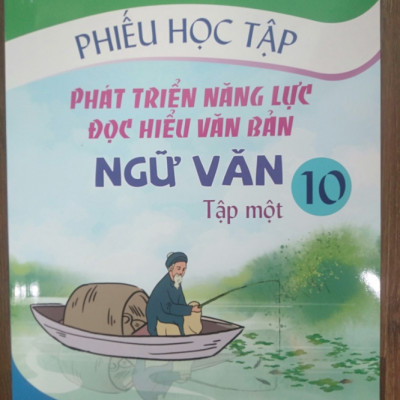 PHIẾU HỌC TẬP
PHÁT TRIỂN NĂNG LỰC
ĐỌC HIỂU VĂN BẢN
NGỮ VĂN 10
Tập một